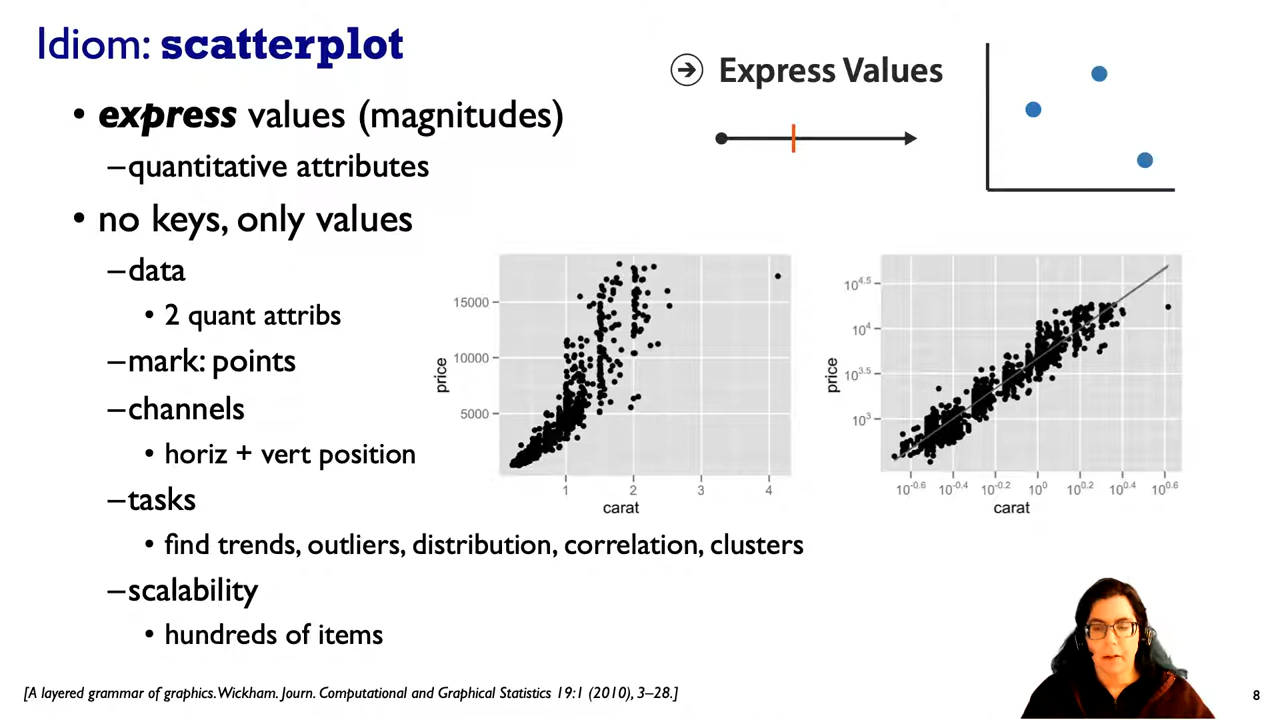 Idiom: scatterplot
• express values (magnitudes)
–quantitative attributes
• no keys, only values
–data
• 2 quant attribs
–mark: points
–channels
• horiz + vert position
–tasks
• find trends, outliers, distribution, correlation, clusters
–scalability
• hundreds of items
Express Values
15000
10000
5000
price
1 2 3 4
carat
10^4.5
10^4
10^3.5
10^3
price
10^-0.6 10^-0.4 10^-0.2 10^0 10^0.2 10^0.4 10^0.6
carat
[A layered grammar of graphics. Wickham. Journ. Computational and Graphical Statistics 19:1 (2010), 3–28.]
8